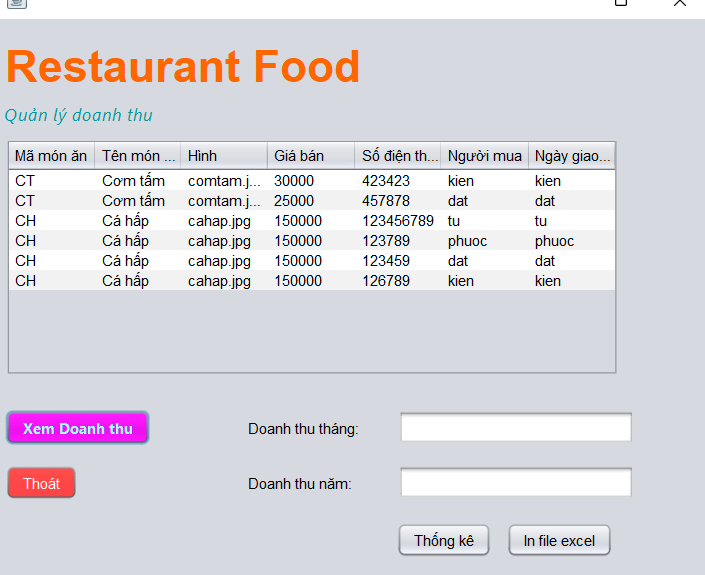 Restaurant Food
Quản lý doanh thu
Mã món ăn Tên món ... Hình Giá bán Số điện th... Người mua Ngày giao...
CT Cơm tấm comtam.j... 30000 423423 kien kien
CT Cơm tấm comtam.j... 25000 457878 dat dat
CH Cá hấp cahap.jpg 150000 123456789 tu tu
CH Cá hấp cahap.jpg 150000 123789 phuoc phuoc
CH Cá hấp cahap.jpg 150000 123459 dat dat
CH Cá hấp cahap.jpg 150000 126789 kien kien
Xem Doanh thu Doanh thu tháng:
Thoát Doanh thu năm:
Thống kê In file excel